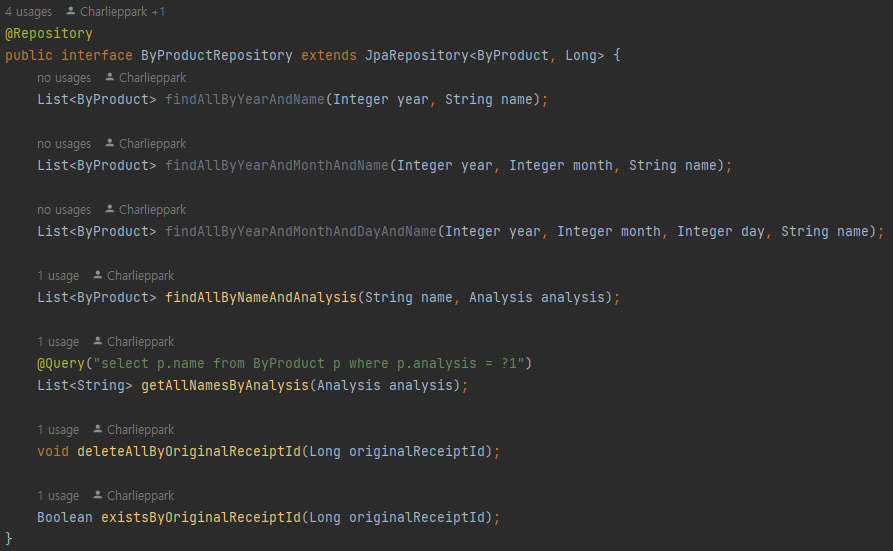 4 usages Charlieppark +1
@Repository
public interface ByProductRepository extends JpaRepository<ByProduct, Long> {
no usages Charlieppark
List<ByProduct> findAllByYearAndName(Integer year, String name);
no usages Charlieppark
List<ByProduct> findAllByYearAndMonthAndName(Integer year, Integer month, String name);
no usages Charlieppark
List<ByProduct> findAllByYearAndMonthAndDayAndName(Integer year, Integer month, Integer day, String name);
1 usage Charlieppark
List<ByProduct> findAllByNameAndAnalysis(String name, Analysis analysis);
1 usage Charlieppark
@Query("select p.name from ByProduct p where p.analysis = ?1")
List<String> getAllNamesByAnalysis(Analysis analysis);
1 usage Charlieppark
void deleteAllByOriginalReceiptId(Long originalReceiptId);
1 usage Charlieppark
Boolean existsByOriginalReceiptId(Long originalReceiptId);
}